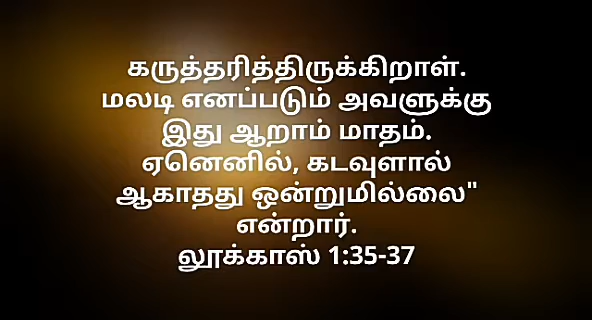 கருத்தரித்திருக்கிறாள்.
மலடி எனப்படும் அவளுக்கு
இது ஆறாம் மாதம்.
ஏனெனில், கடவுளால்
ஆகாதது ஒன்றுமில்லை"
என்றார்.
லூக்காஸ் 1:35-37